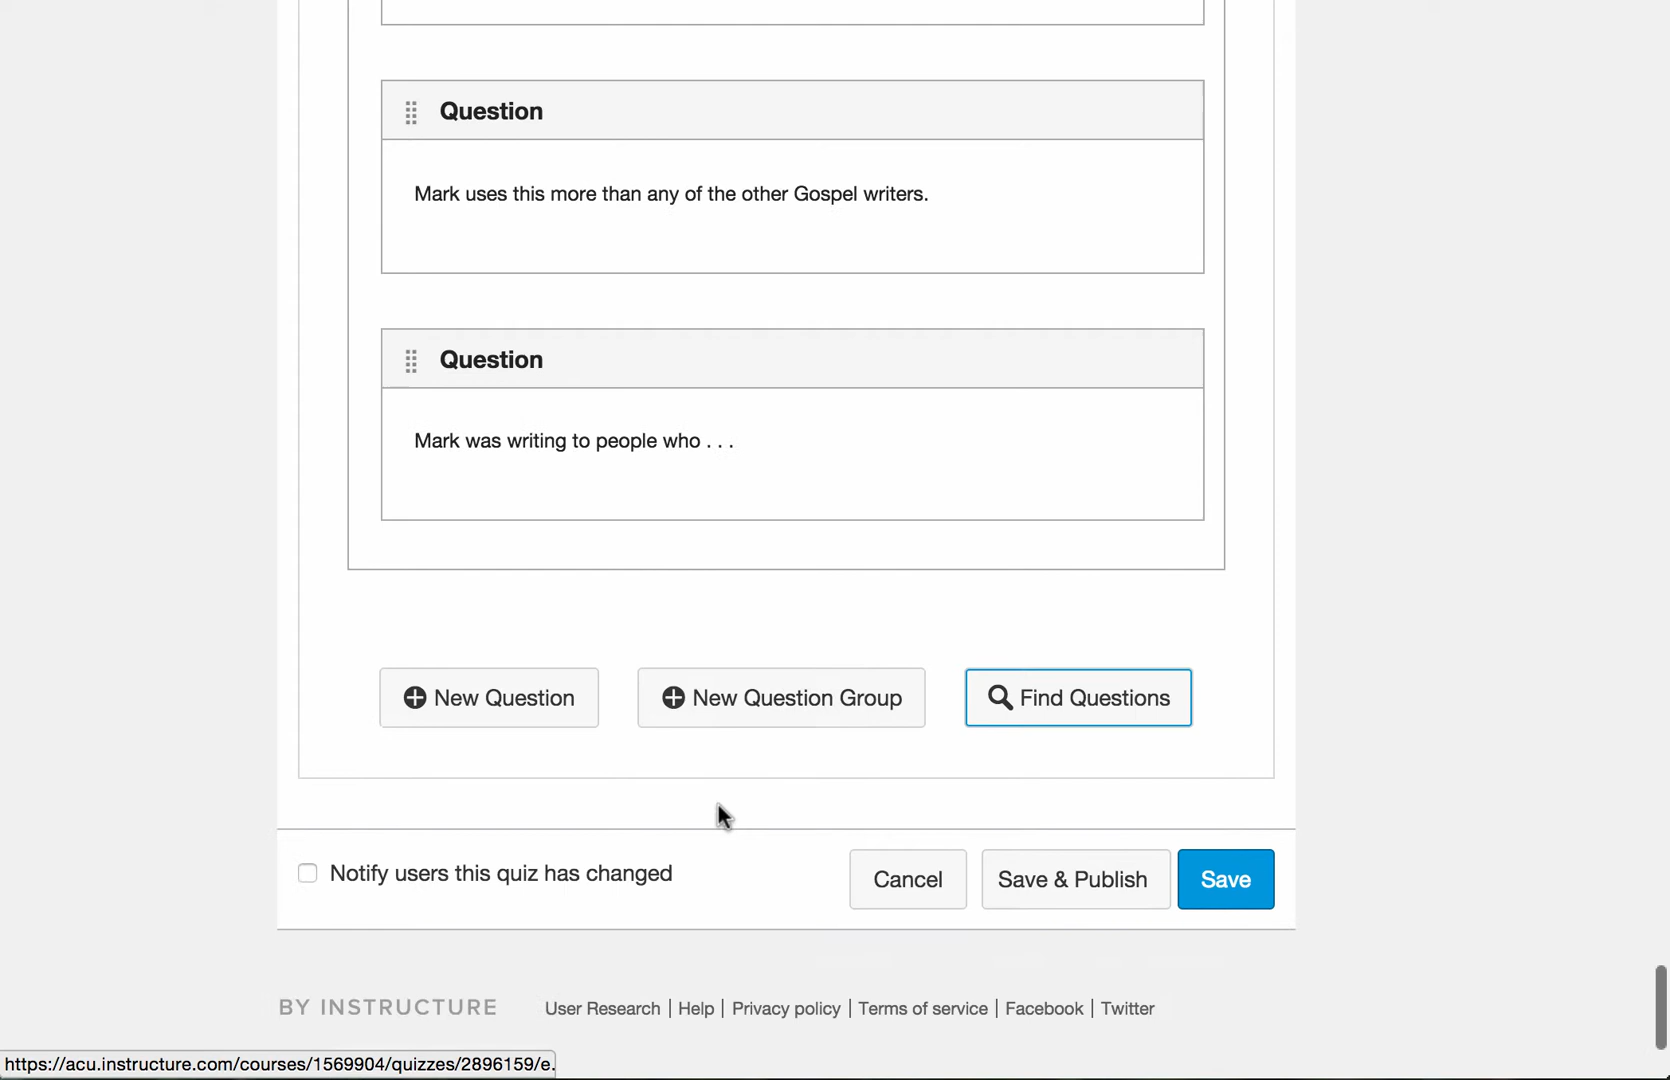 Question
Mark uses this more than any of the other Gospel writers.
Question
Mark was writing to people who . . .
New Question
New Question Group
Find Questions
Notify users this quiz has changed
Cancel
Save & Publish
Save
BY INSTRUCTURE
User Research | Help | Privacy policy | Terms of service | Facebook | Twitter
https://acu.instructure.com/courses/1569904/quizzes/2896159/e.